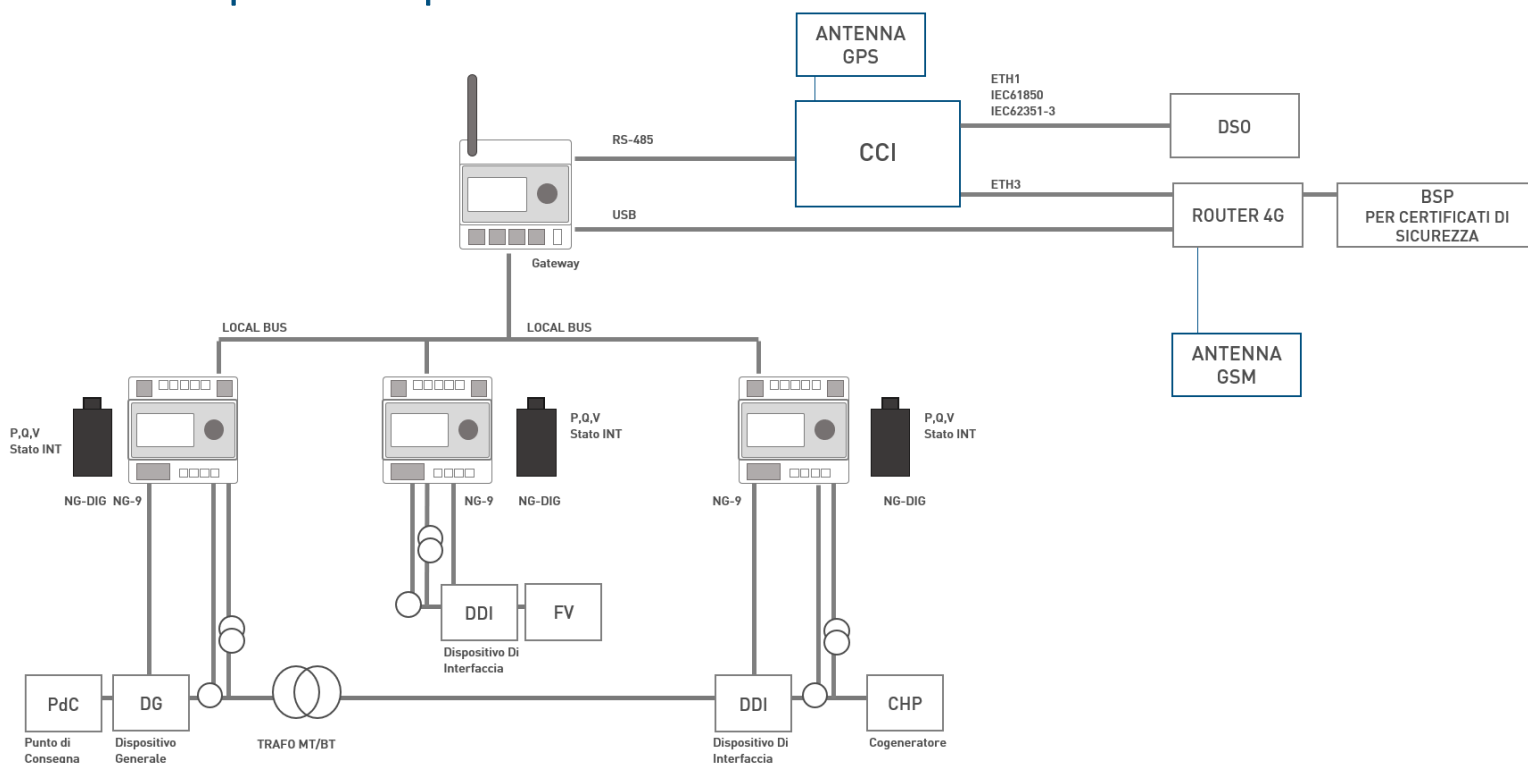 ANTENNA
GPS
ETH1
IEC61850
IEC62351-3
DSO
RS-485
CCI
ETH3
USB
ROUTER 4G
BSP
PER CERTIFICATI DI
SICUREZZA
Gateway
LOCAL BUS
LOCAL BUS
ANTENNA
GSM
P,Q,V
Stato INT
P,Q,V
Stato INT
P,Q,V
Stato INT
NG-DIG
NG-9
NG-9
NG-DIG
NG-9
NG-DIG
DDI
FV
Dispositivo Di
Interfaccia
PdC
DG
DDI
CHP
Punto di
Consegna
Dispositivo
Generale
TRAFO MT/BT
Dispositivo Di
Interfaccia
Cogeneratore